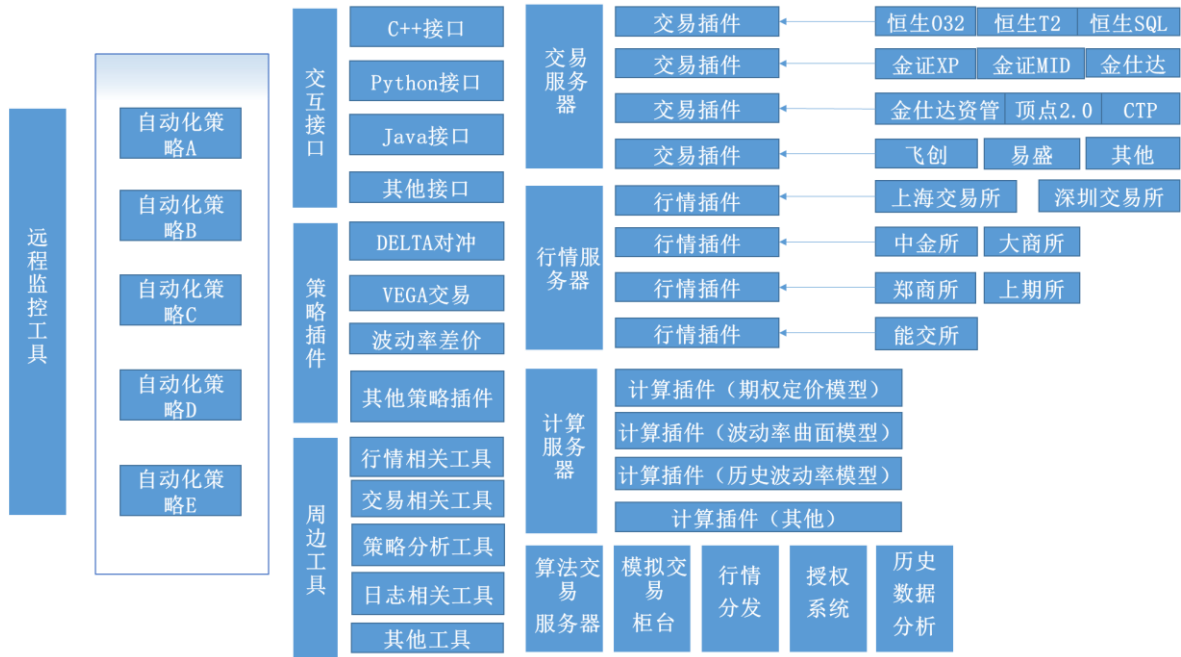 远程监控工具
自动化策
略A
自动化策
略B
自动化策
略C
自动化策
略D
自动化策
略E
交互接口
C++接口
Python接口
Java接口
其他接口
策略插件
DELTA对冲
VEGA交易
波动率差价
其他策略插件
周边工具
行情相关工具
交易相关工具
策略分析工具
日志相关工具
其他工具
交易
服务
器
交易插件
恒生O32
恒生T2
恒生SQL
交易插件
金证XP
金证MID
金仕达
交易插件
金仕达资管
顶点2.0
CTP
交易插件
飞创
易盛
其他
行情服
务器
行情插件
上海交易所
深圳交易所
行情插件
中金所
大商所
行情插件
郑商所
上期所
行情插件
能交所
计算
服务
器
计算插件（期权定价模型）
计算插件（波动率曲面模型）
计算插件（历史波动率模型）
计算插件（其他）
算法交
易
服务器
模拟交
易
柜台
行情
分发
授权
系统
历史
数据
分析